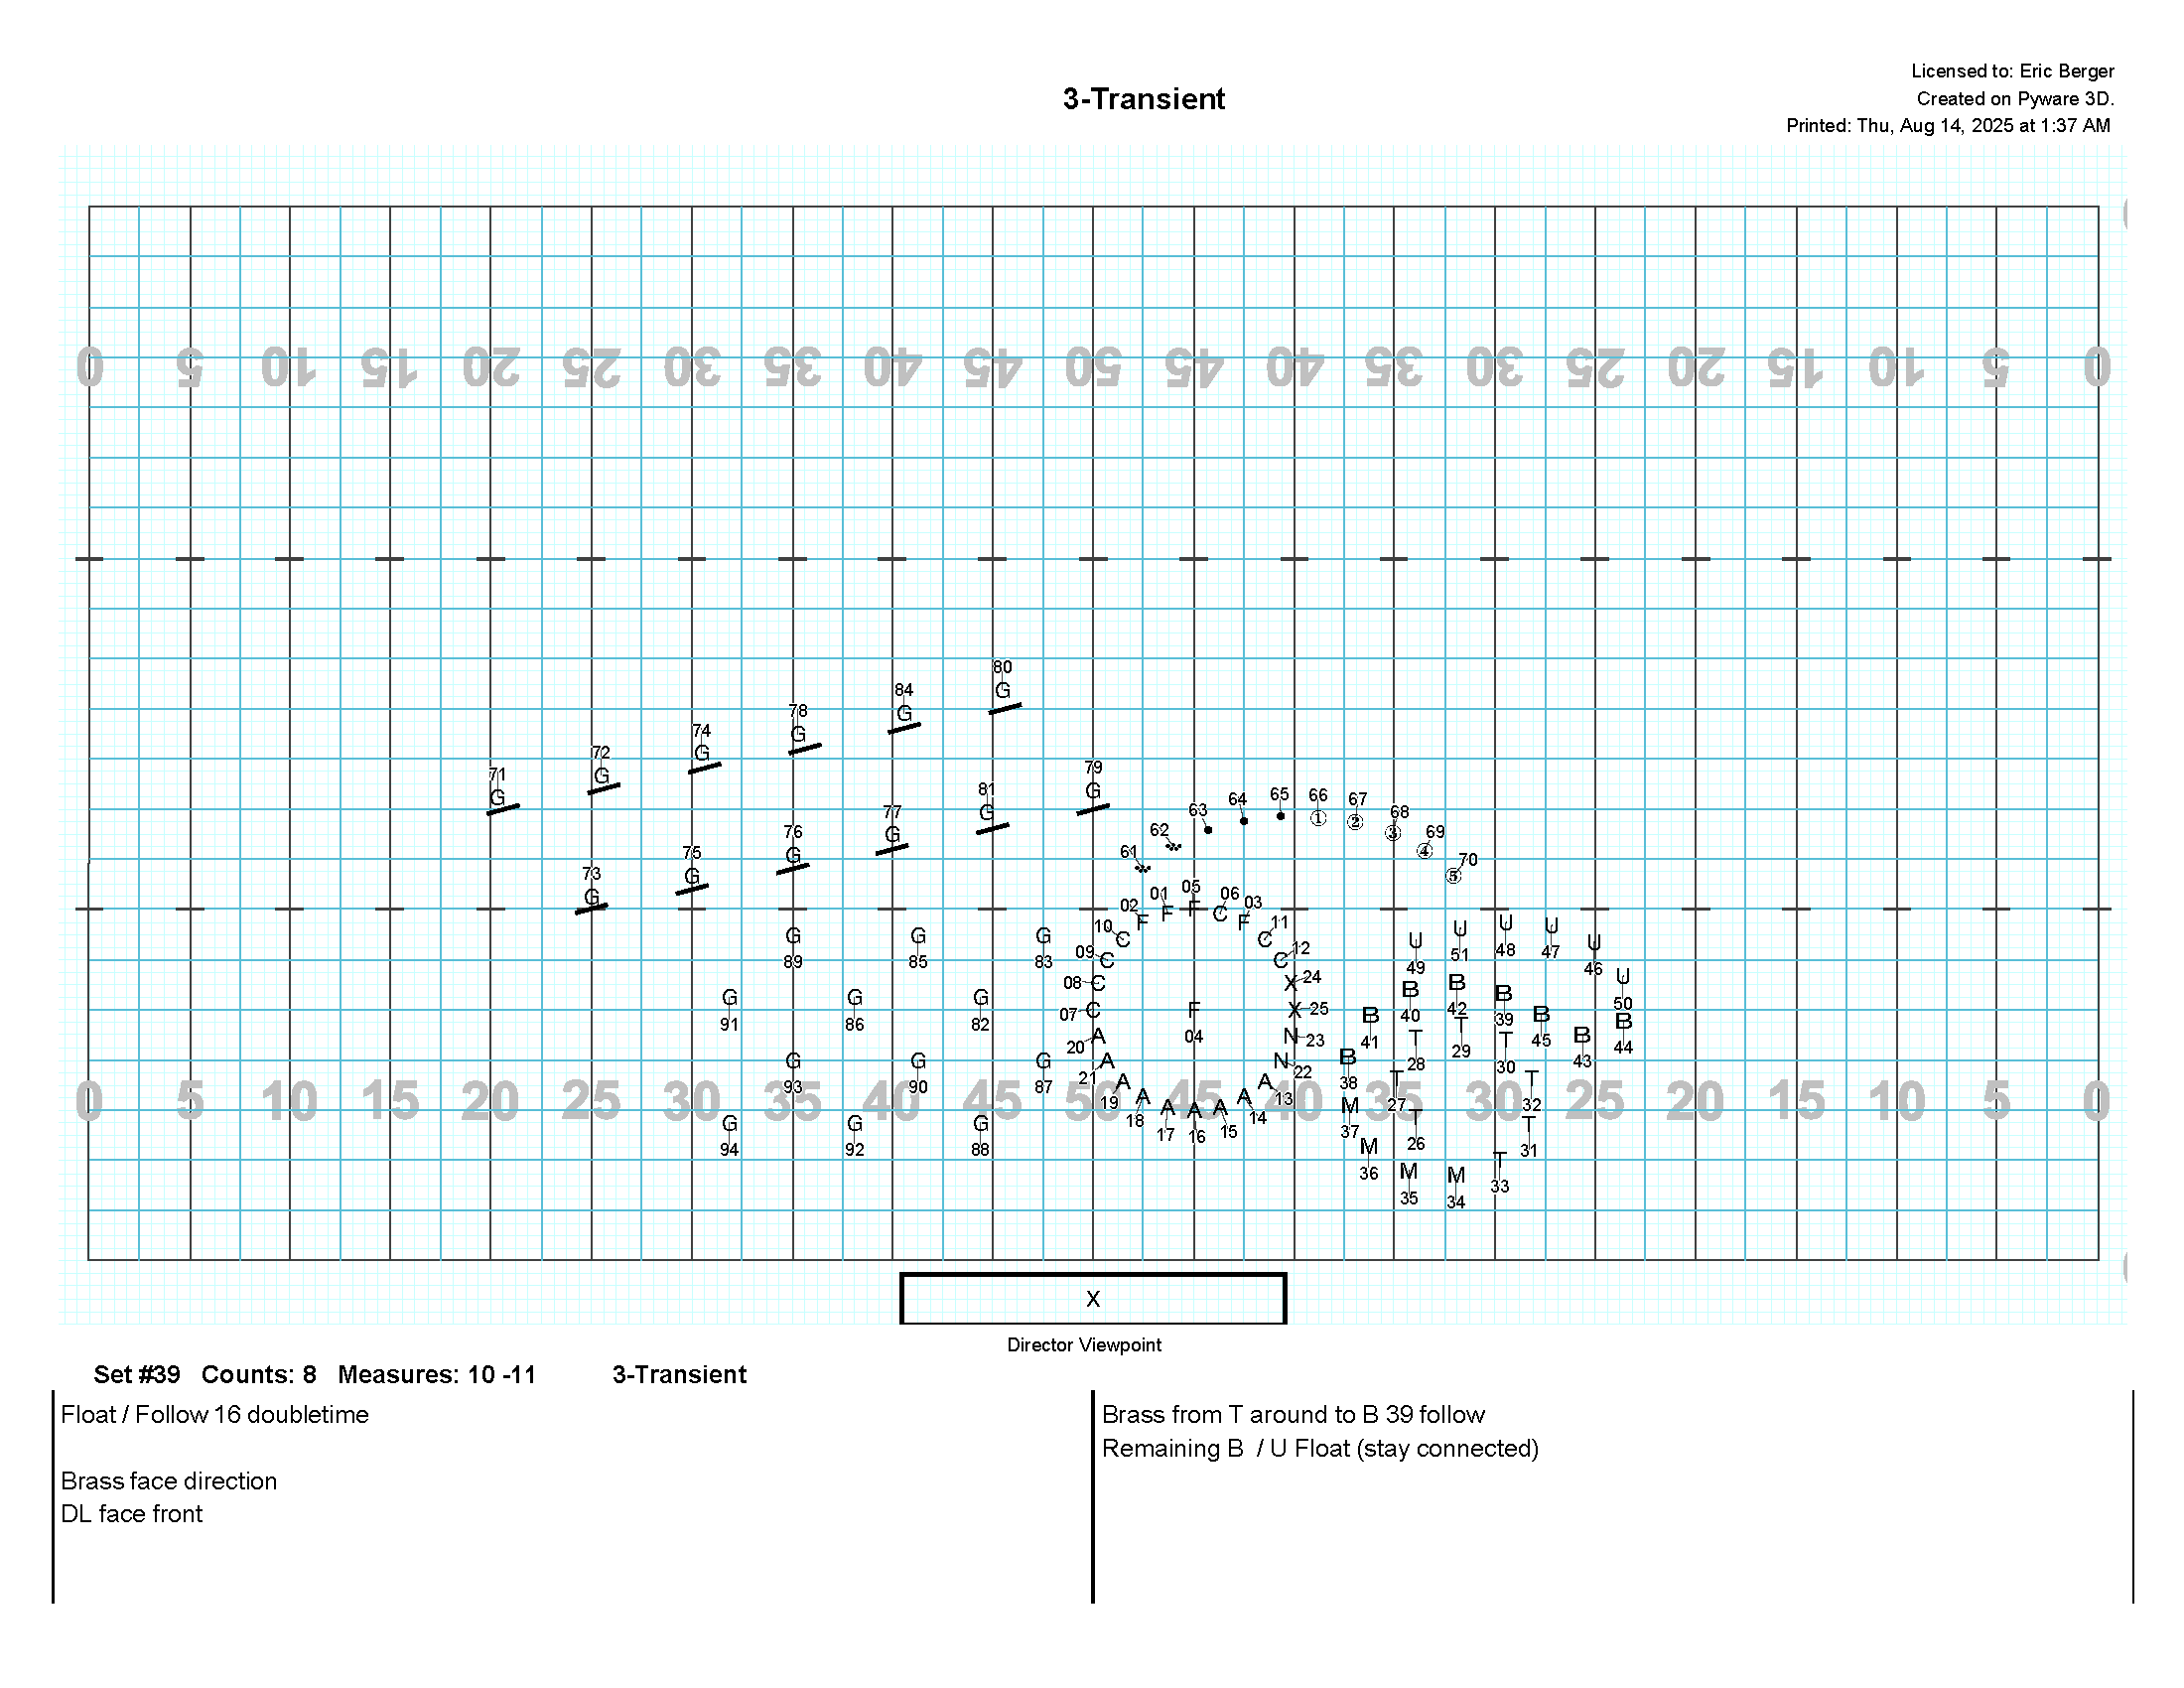 Licensed to: Eric Berger
3-Transient
Created on Pyware 3D.
Printed: Thu, Aug 14, 2025 at 1:37 AM
0 5 10 15 20 25 30 35 40 45 50 45 40 35 30 25 20 15 10 5 0
80
G
84
G
78
G
74
G
72
G
71
G
79
G
81
G
77
G
76
G
75
G
73
G
61 62 63 64 65 66 67 68 69 70
1 2 3 4 5
02 01 05 06 03
F F F C F
10 C C 11
09 C C 12
08 C X 24
07 C X 25
F
04
20 A N 23
21 A N 22
A A A A A A A A
19 18 17 16 15 14 13
G G G
89 85 83
G G G
91 86 82
G G G
93 90 87
G G G
94 92 88
U U U U U U
49 51 48 47 46 50
B B B B B B B B
38 41 40 42 39 45 43 44
T T T T T T T T
27 28 29 30 32 31 26 33
M M M M
37 36 35 34
0 5 10 15 20 25 30 35 40 45 50 45 40 35 30 25 20 15 10 5 0
X
Director Viewpoint
Set #39 Counts: 8 Measures: 10 -11 3-Transient
Float / Follow 16 doubletime
Brass face direction
DL face front
Brass from T around to B 39 follow
Remaining B / U Float (stay connected)